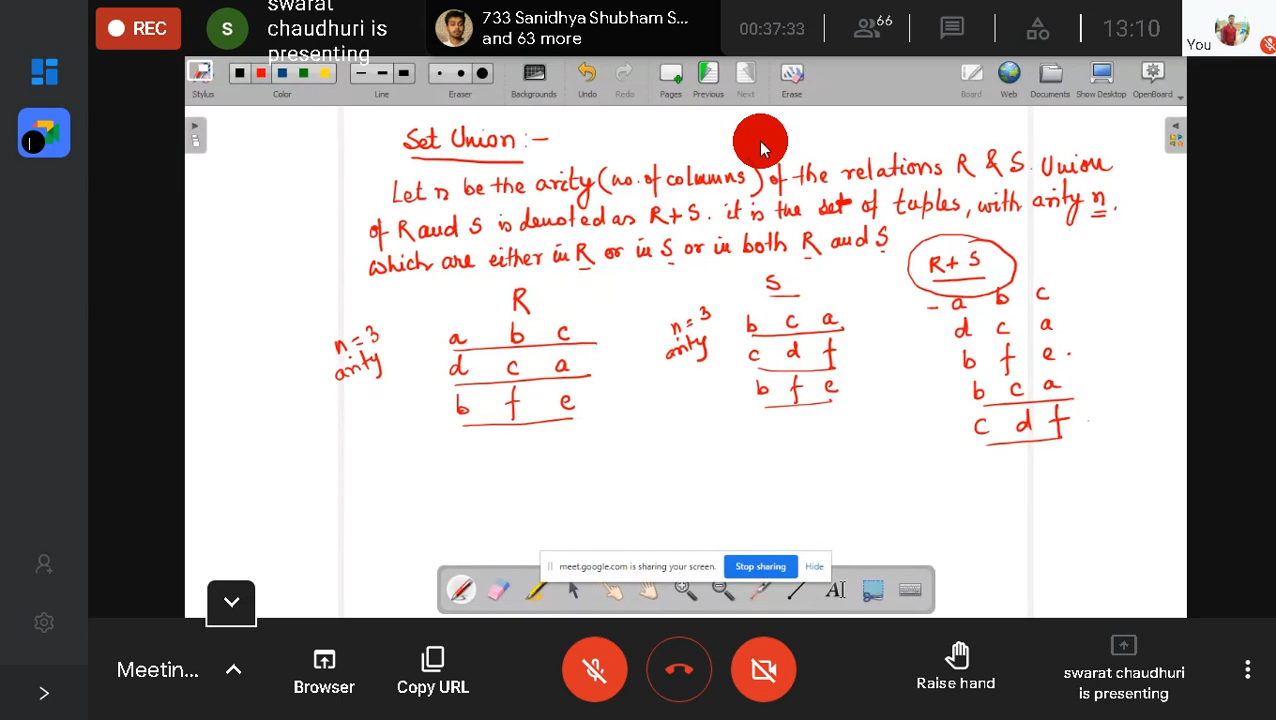 REC
S
swarat chaudhuri is presenting
733 Sanidhya Shubham S...
and 63 more
00:37:33
66
13:10
You
Stylus Color Line Eraser Backgrounds Undo Redo Pages Previous Next Erase Board Web Documents Show Desktop OpenBoard
Set Union :-
Let n be the arity (no. of columns) of the relations R & S. Union
of R and S is denoted as R+S. it is the set of tuples, with arity n.
which are either in R or in S or in both R and S
R+S
R
S
n=3
arity
a b c
d c a
b f e
n=3
arity
b c a
c d f
b f e
- a b c
d c a
b f e .
b c a
c d f
meet.google.com is sharing your screen. Stop sharing Hide
Meetin...
Browser
Copy URL
Raise hand
swarat chaudhuri
is presenting